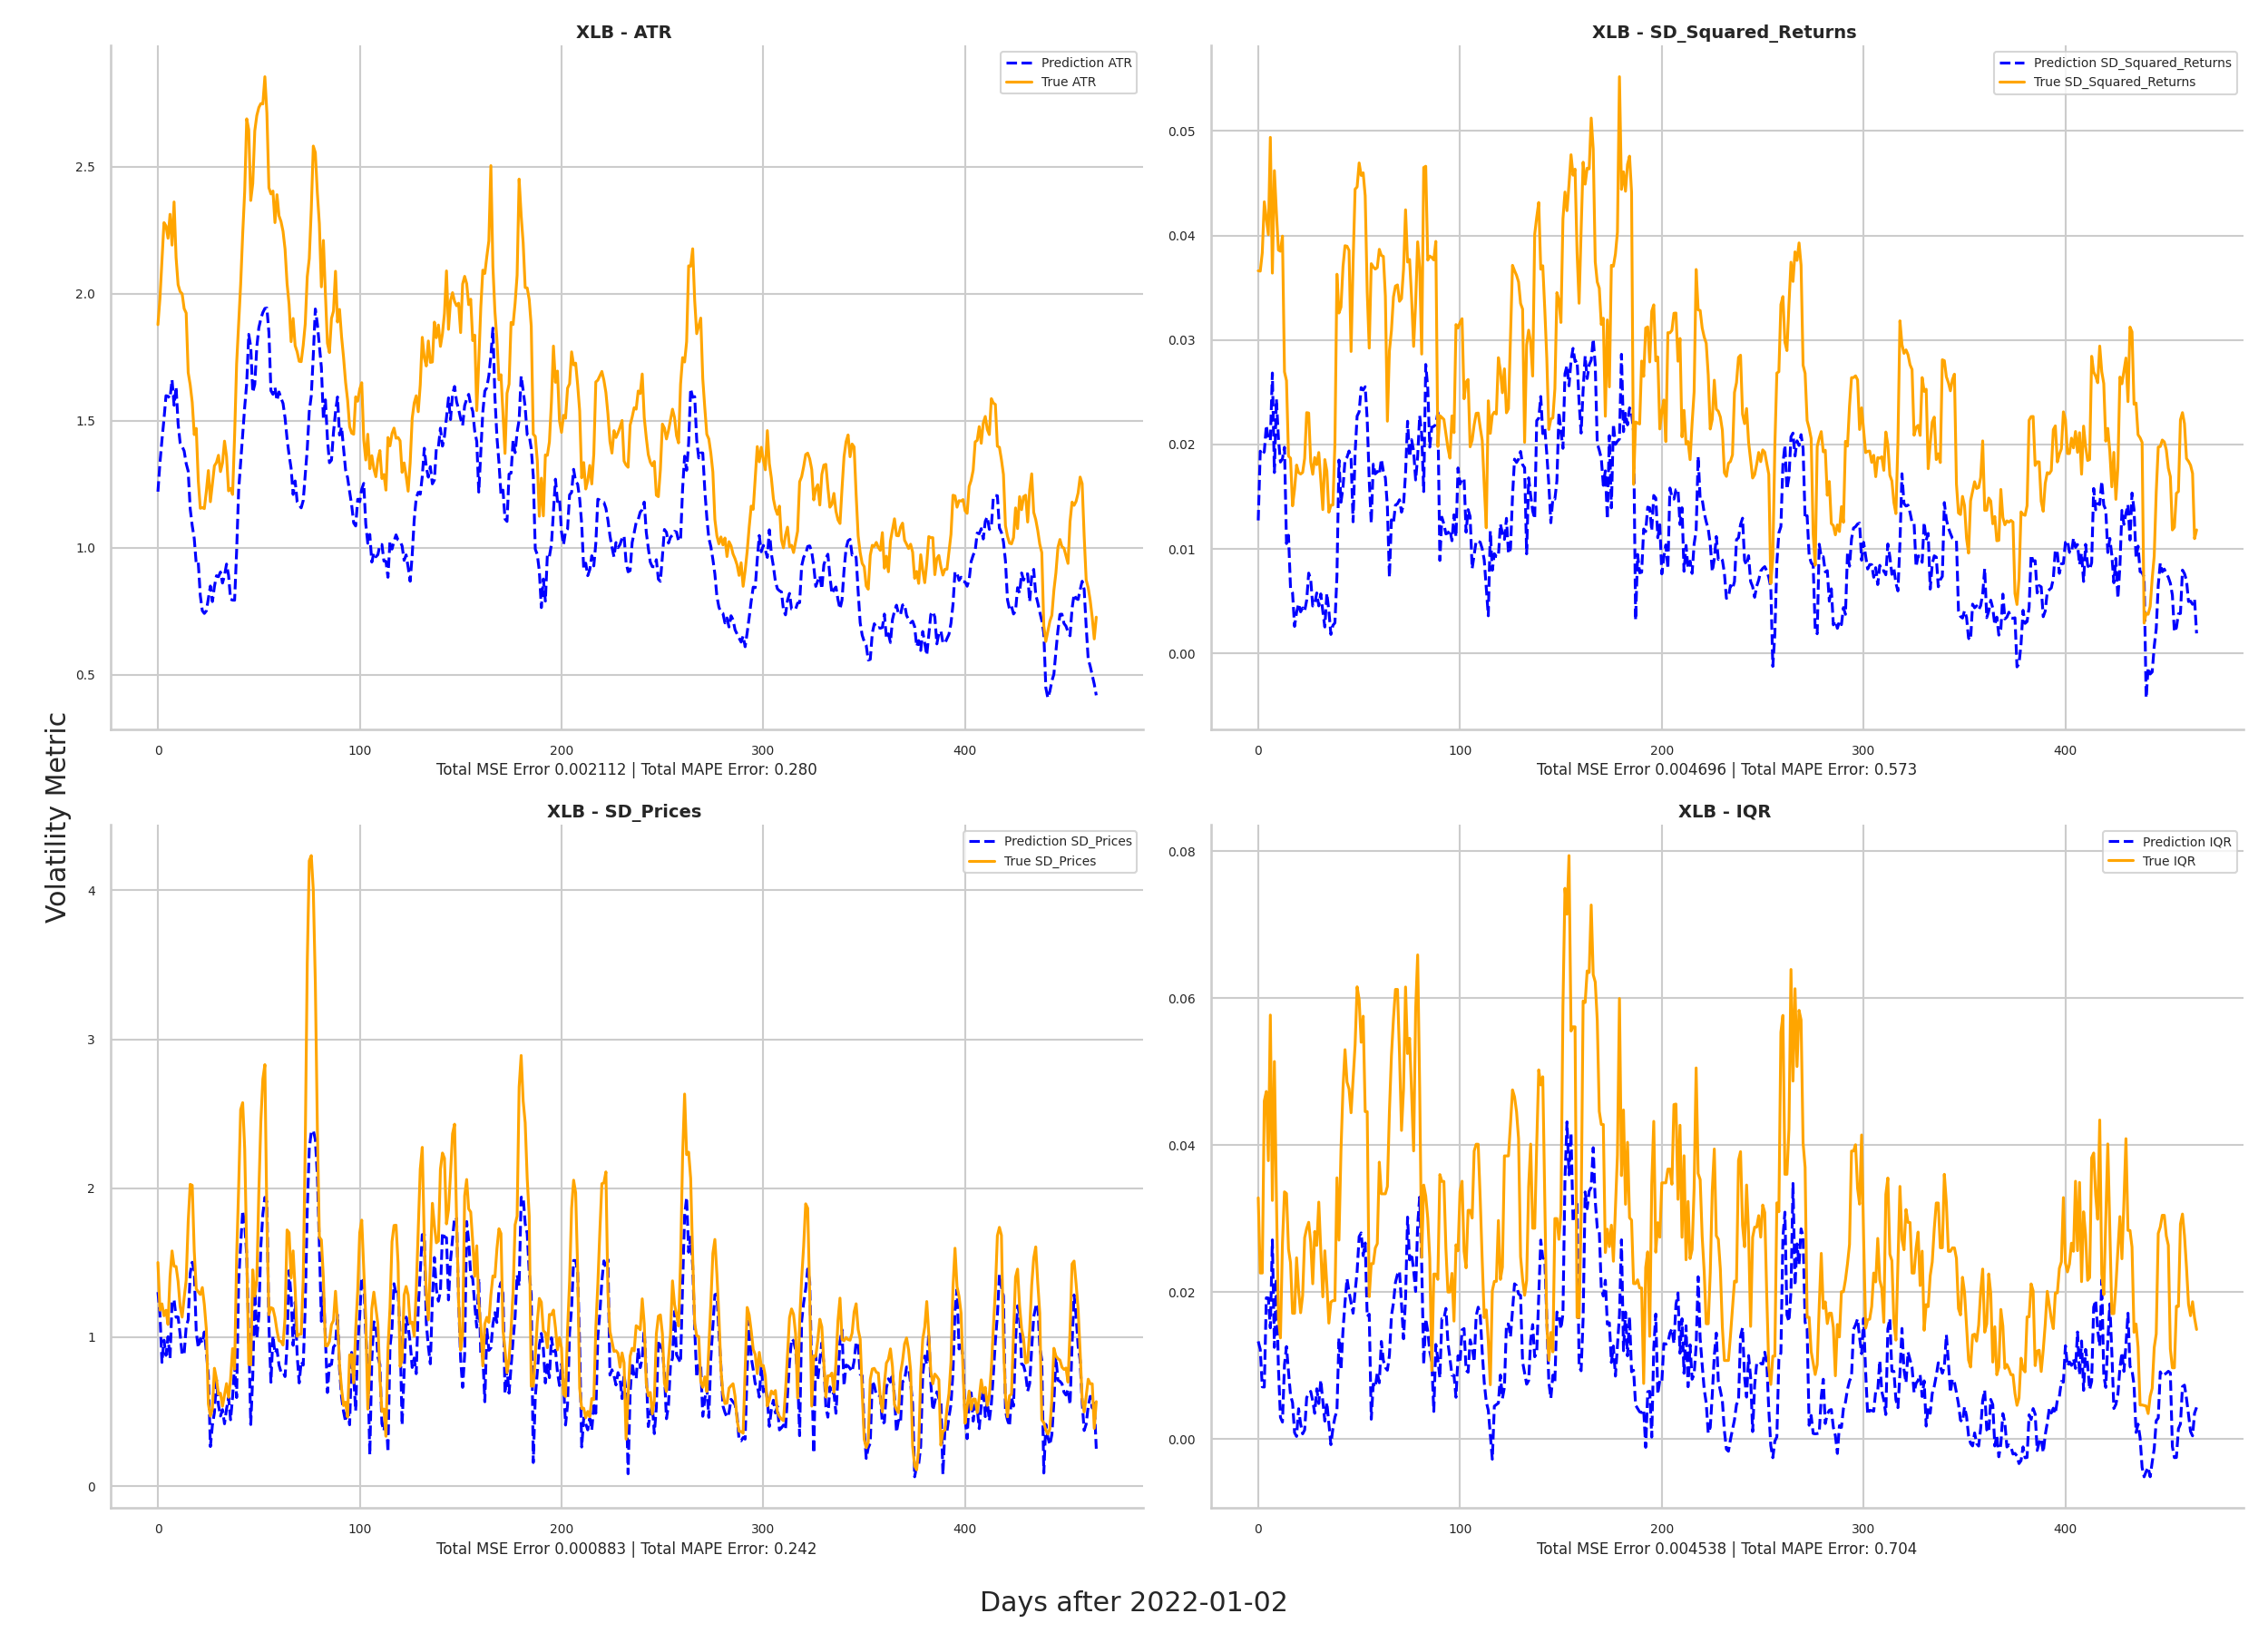 XLB - ATR
Prediction ATR
True ATR
2.5
2.0
1.5
1.0
0.5
0 100 200 300 400
Total MSE Error 0.002112 | Total MAPE Error: 0.280
XLB - SD_Squared_Returns
Prediction SD_Squared_Returns
True SD_Squared_Returns
0.05
0.04
0.03
0.02
0.01
0.00
0 100 200 300 400
Total MSE Error 0.004696 | Total MAPE Error: 0.573
Volatility Metric
XLB - SD_Prices
Prediction SD_Prices
True SD_Prices
4
3
2
1
0
0 100 200 300 400
Total MSE Error 0.000883 | Total MAPE Error: 0.242
XLB - IQR
Prediction IQR
True IQR
0.08
0.06
0.04
0.02
0.00
0 100 200 300 400
Total MSE Error 0.004538 | Total MAPE Error: 0.704
Days after 2022-01-02